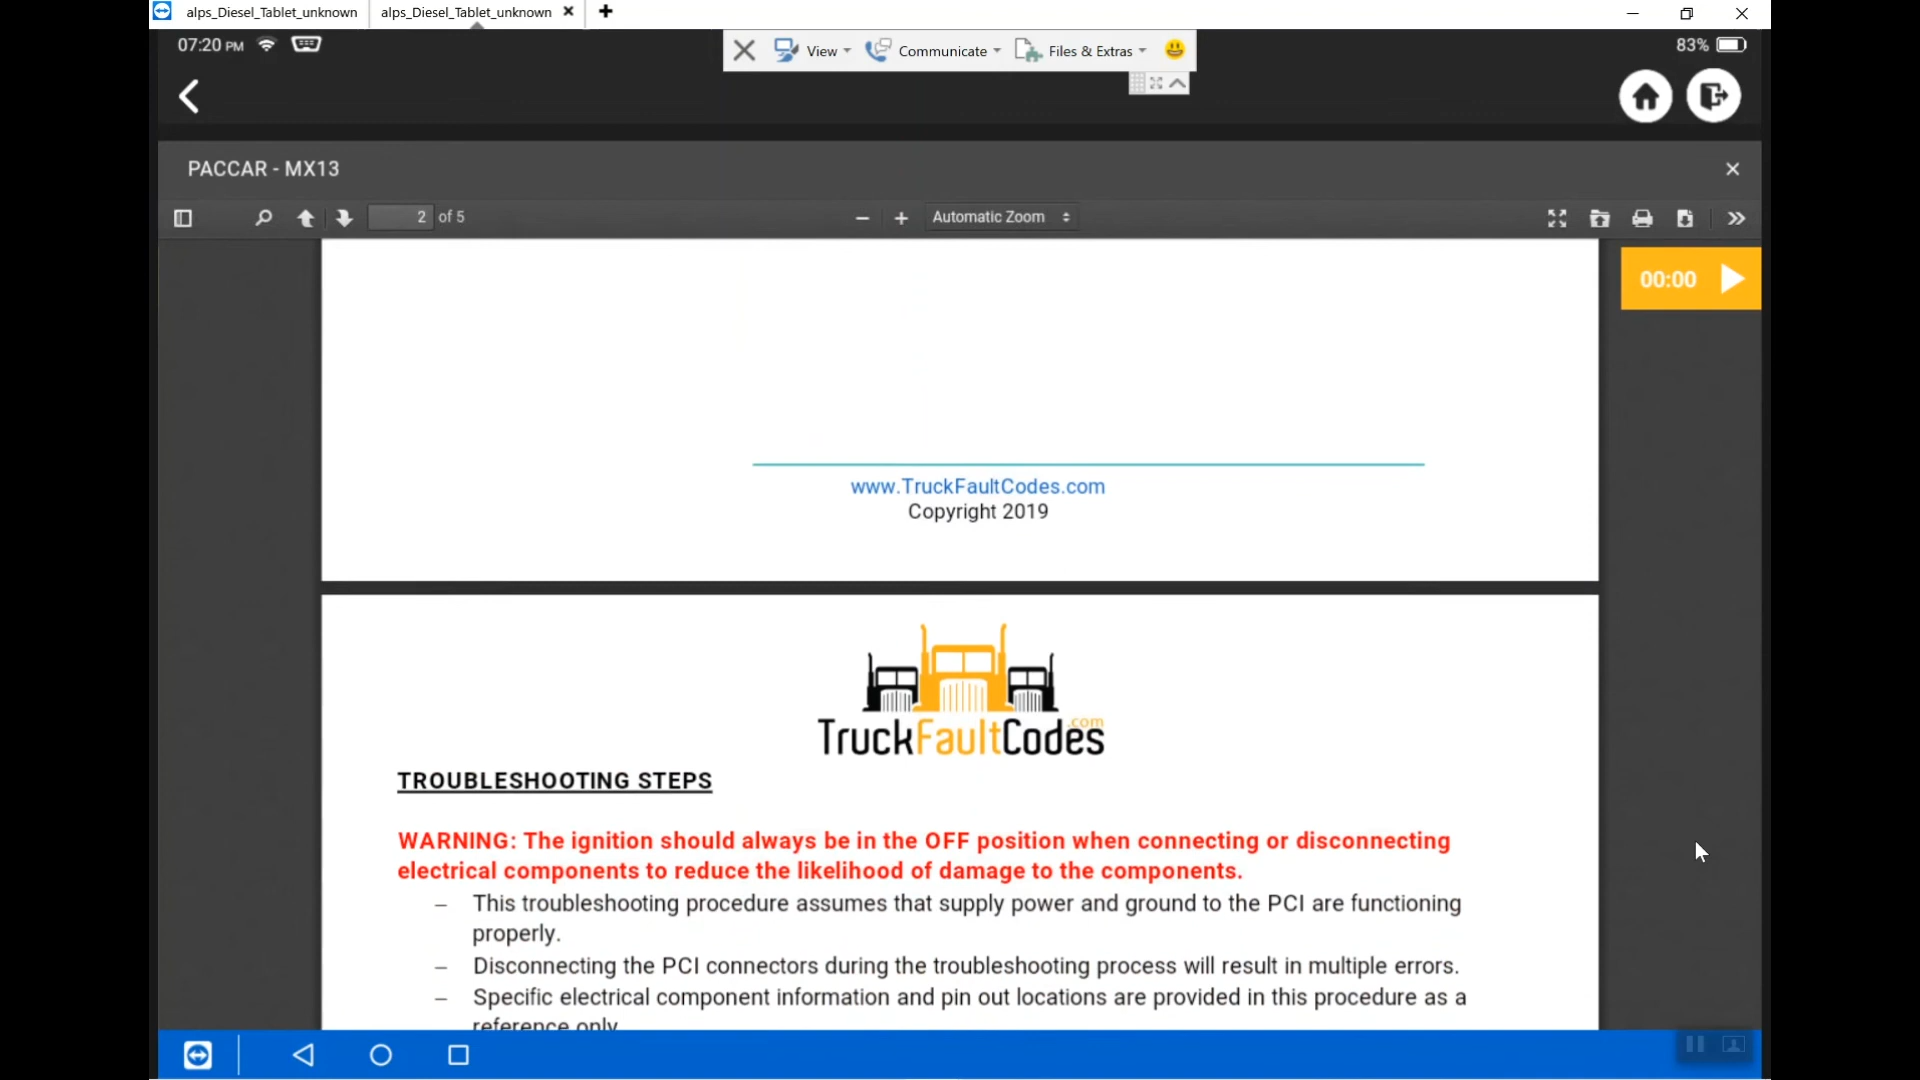 alps_Diesel_Tablet_unknown
alps_Diesel_Tablet_unknown
07:20 PM
View
Communicate
Files & Extras
83%
PACCAR - MX13
2 of 5
Automatic Zoom
00:00
www.TruckFaultCodes.com
Copyright 2019
TruckFaultCodes
.com
TROUBLESHOOTING STEPS
WARNING: The ignition should always be in the OFF position when connecting or disconnecting
electrical components to reduce the likelihood of damage to the components.
– This troubleshooting procedure assumes that supply power and ground to the PCI are functioning
properly.
– Disconnecting the PCI connectors during the troubleshooting process will result in multiple errors.
– Specific electrical component information and pin out locations are provided in this procedure as a
reference only